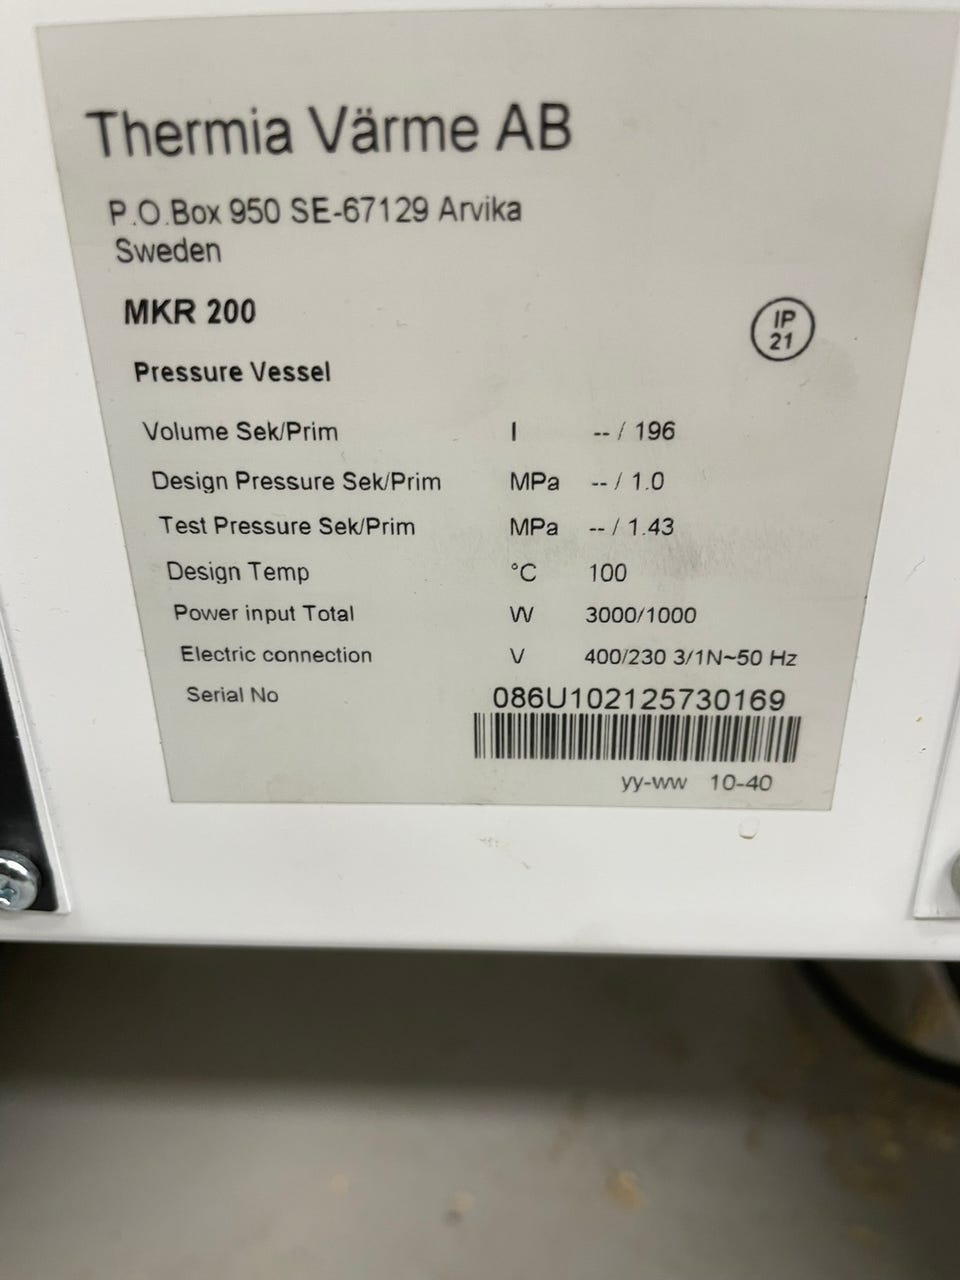 Thermia Värme AB
P.O.Box 950 SE-67129 Arvika
Sweden
MKR 200
IP
21
Pressure Vessel
Volume Sek/Prim l -- / 196
Design Pressure Sek/Prim MPa -- / 1.0
Test Pressure Sek/Prim MPa -- / 1.43
Design Temp °C 100
Power input Total W 3000/1000
Electric connection V 400/230 3/1N~50 Hz
Serial No 086U102125730169
yy-ww 10-40